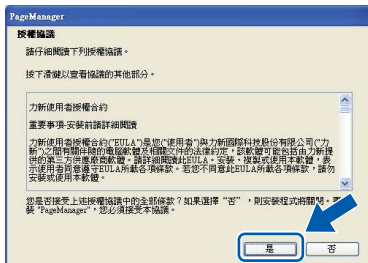 PageManager
授權協議
請仔細閱讀下列授權協議。
按下滑鍵以查看協議的其他部分。
力新使用者授權合約
重要事項-安裝前請詳細閱讀
力新使用者授權合約("EULA")是您("使用者")與力新國際科技股份有限公司("力
新")之間有關伴隨的電腦軟體及相關文件的法律約定，該軟體可能包括由力新提
供的第三方供應廠商軟體。請詳細閱讀此EULA。安裝、複製或使用本軟體，表
示使用者同意遵守EULA所載各項條款。若您不同意此EULA所載各項條款，請勿
安裝或使用本軟體。
您是否接受上述授權協議中的全部條款？如果選擇 "否" ，則安裝程式將關閉。
裝 "PageManager"，您必須接受本協議。
是
否